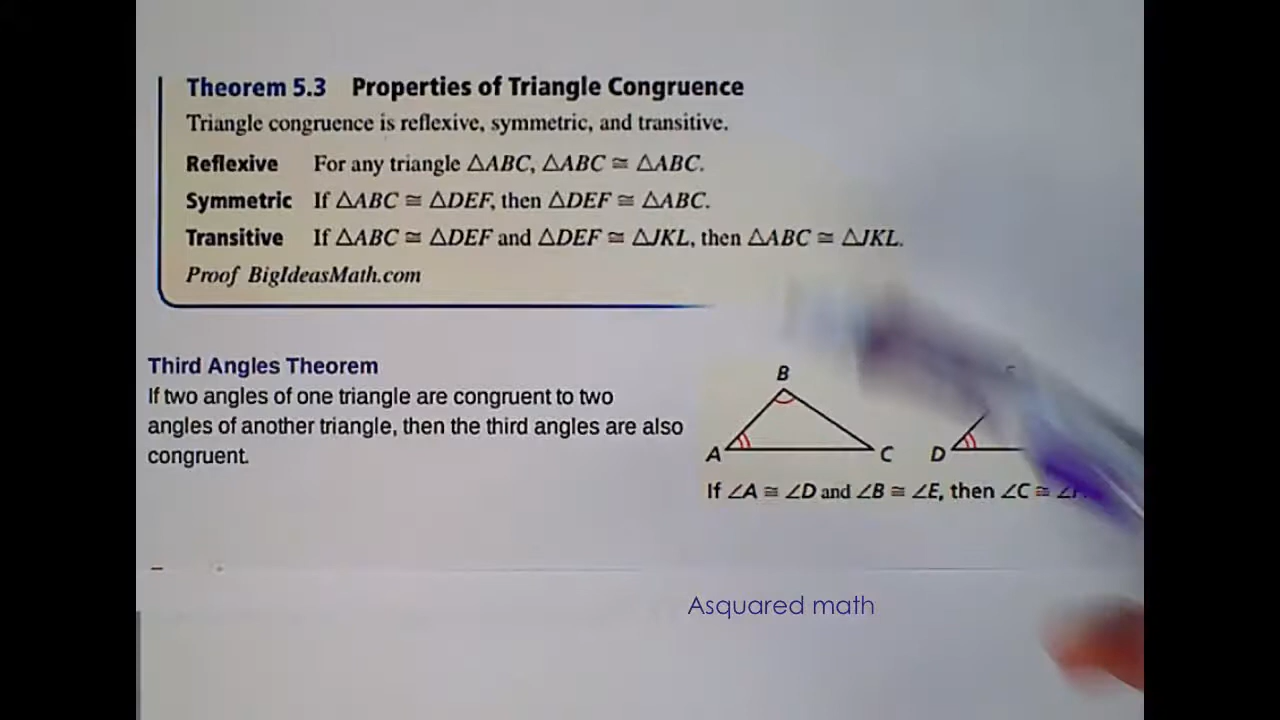 Theorem 5.3 Properties of Triangle Congruence
Triangle congruence is reflexive, symmetric, and transitive.
Reflexive For any triangle △ABC, △ABC ≅ △ABC.
Symmetric If △ABC ≅ △DEF, then △DEF ≅ △ABC.
Transitive If △ABC ≅ △DEF and △DEF ≅ △JKL, then △ABC ≅ △JKL.
Proof BigIdeasMath.com
Third Angles Theorem
If two angles of one triangle are congruent to two
angles of another triangle, then the third angles are also
congruent.
B
A C D
If ∠A ≅ ∠D and ∠B ≅ ∠E, then ∠C ≅
Asquared math